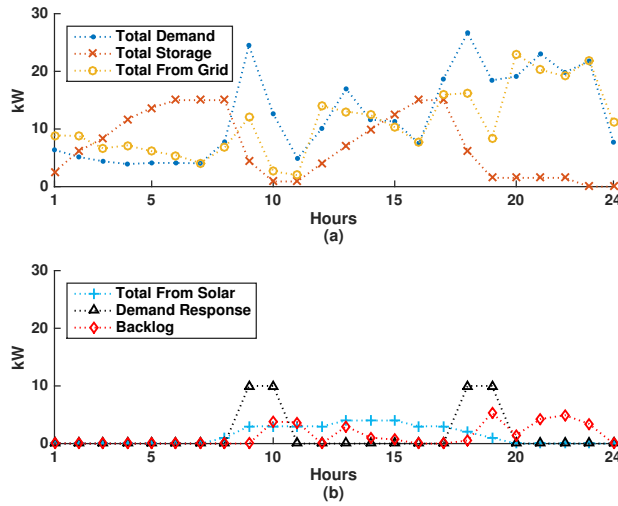 30
20
10
0
kW
Total Demand
Total Storage
Total From Grid
1 5 10 15 20 24
Hours
(a)
30
20
10
0
kW
Total From Solar
Demand Response
Backlog
1 5 10 15 20 24
Hours
(b)